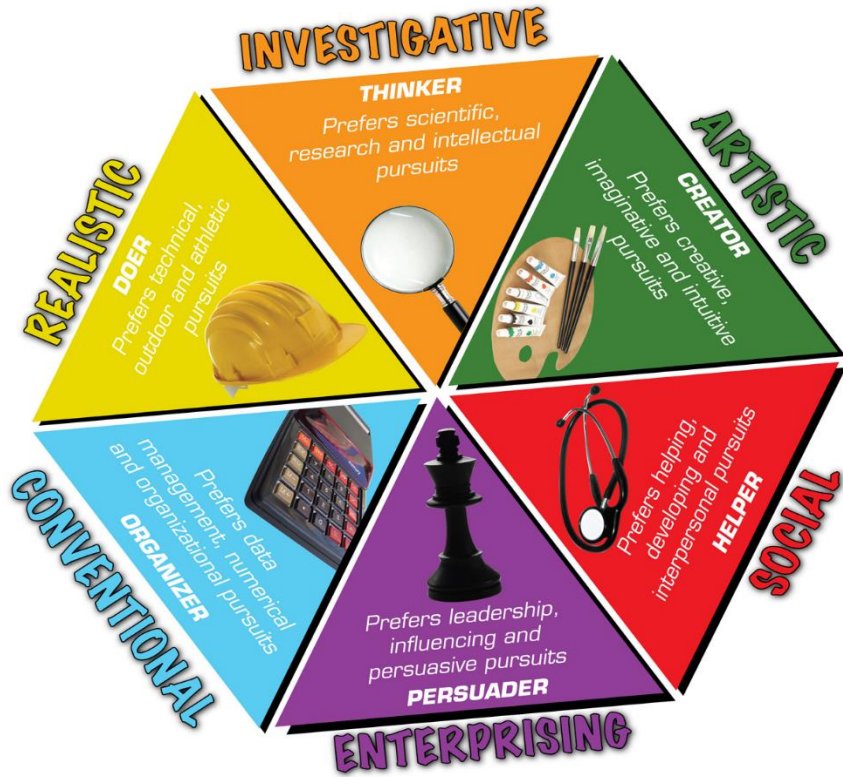 INVESTIGATIVE
THINKER
Prefers scientific,
research and intellectual
pursuits
ARTISTIC
CREATOR
Prefers creative,
imaginative and intuitive
pursuits
SOCIAL
Prefers helping,
developing and
interpersonal pursuits
HELPER
Prefers leadership,
influencing and
persuasive pursuits
PERSUADER
ENTERPRISING
CONVENTIONAL
Prefers data
management, numerical
and organizational pursuits
ORGANIZER
REALISTIC
DOER
Prefers technical,
outdoor and athletic
pursuits